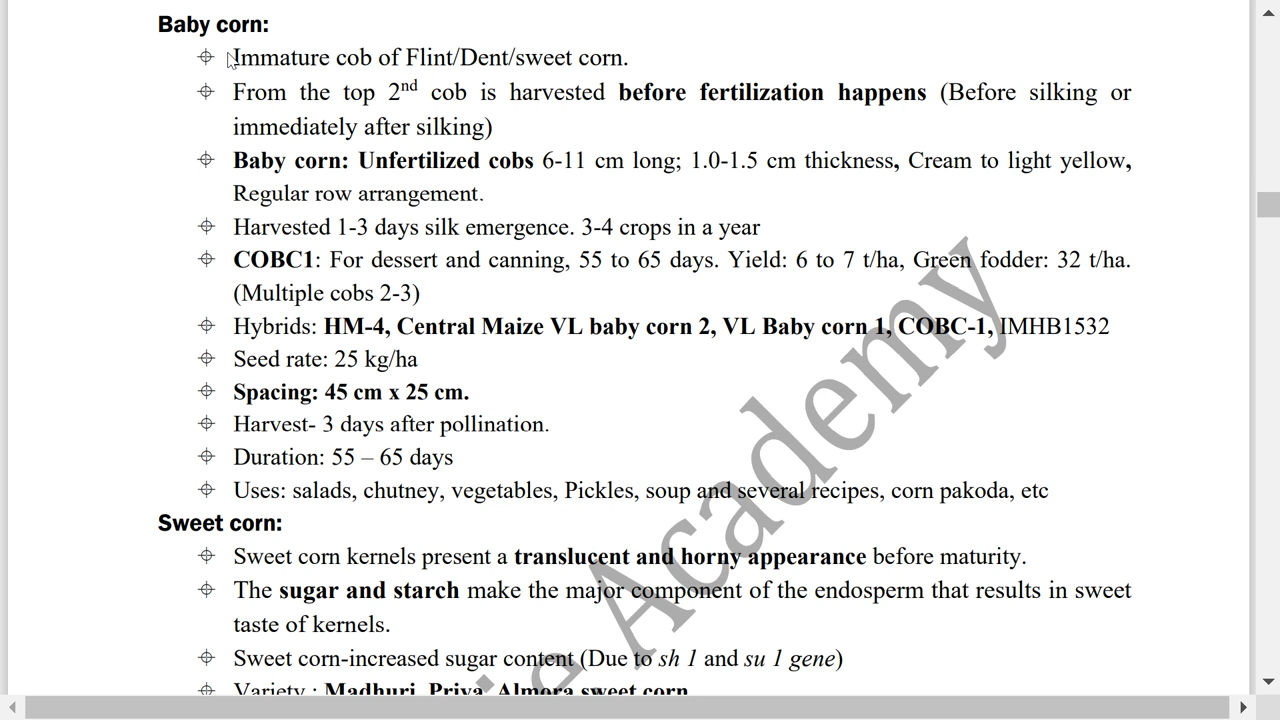 Baby corn:
Immature cob of Flint/Dent/sweet corn.
From the top 2nd cob is harvested before fertilization happens (Before silking or
immediately after silking)
Baby corn: Unfertilized cobs 6-11 cm long; 1.0-1.5 cm thickness, Cream to light yellow,
Regular row arrangement.
Harvested 1-3 days silk emergence. 3-4 crops in a year
COBC1: For dessert and canning, 55 to 65 days. Yield: 6 to 7 t/ha, Green fodder: 32 t/ha.
(Multiple cobs 2-3)
Hybrids: HM-4, Central Maize VL baby corn 2, VL Baby corn 1, COBC-1, IMHB1532
Seed rate: 25 kg/ha
Spacing: 45 cm x 25 cm.
Harvest- 3 days after pollination.
Duration: 55 – 65 days
Uses: salads, chutney, vegetables, Pickles, soup and several recipes, corn pakoda, etc
Sweet corn:
Sweet corn kernels present a translucent and horny appearance before maturity.
The sugar and starch make the major component of the endosperm that results in sweet
taste of kernels.
Sweet corn-increased sugar content (Due to sh 1 and su 1 gene)
Variety : Madhuri, Priya, Almora sweet corn
Academy